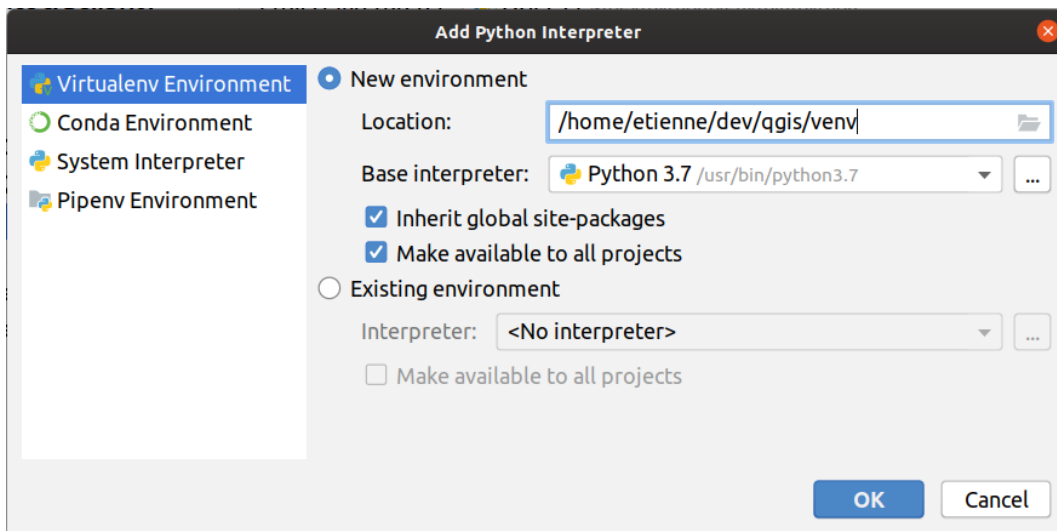 Add Python Interpreter
Virtualenv Environment
Conda Environment
System Interpreter
Pipenv Environment
New environment
Location: /home/etienne/dev/qgis/venv
Base interpreter: Python 3.7 /usr/bin/python3.7 ...
Inherit global site-packages
Make available to all projects
Existing environment
Interpreter: <No interpreter> ...
Make available to all projects
OK Cancel